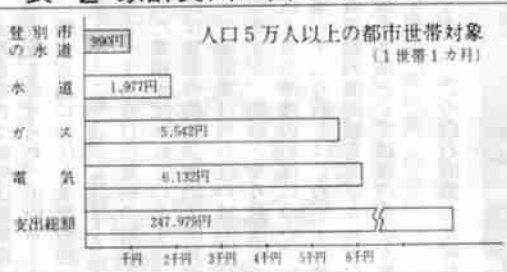 人口5万人以上の都市世帯対象
(1世帯1カ月)
登別市
の水道
990円
水道
1,977円
ガス
5,542円
電気
6,132円
支出総額
247,975円
千円 2千円 3千円 4千円 5千円 6千円